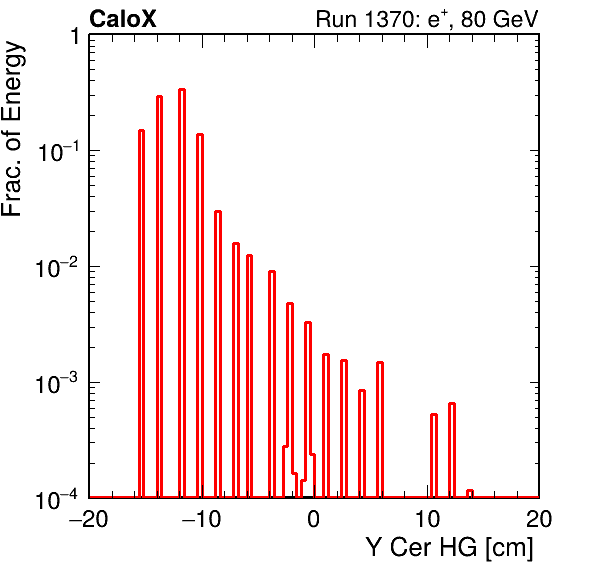 CaloX Run 1370: e⁺, 80 GeV
Frac. of Energy
1
10⁻¹
10⁻²
10⁻³
10⁻⁴
−20 −10 0 10 20
Y Cer HG [cm]